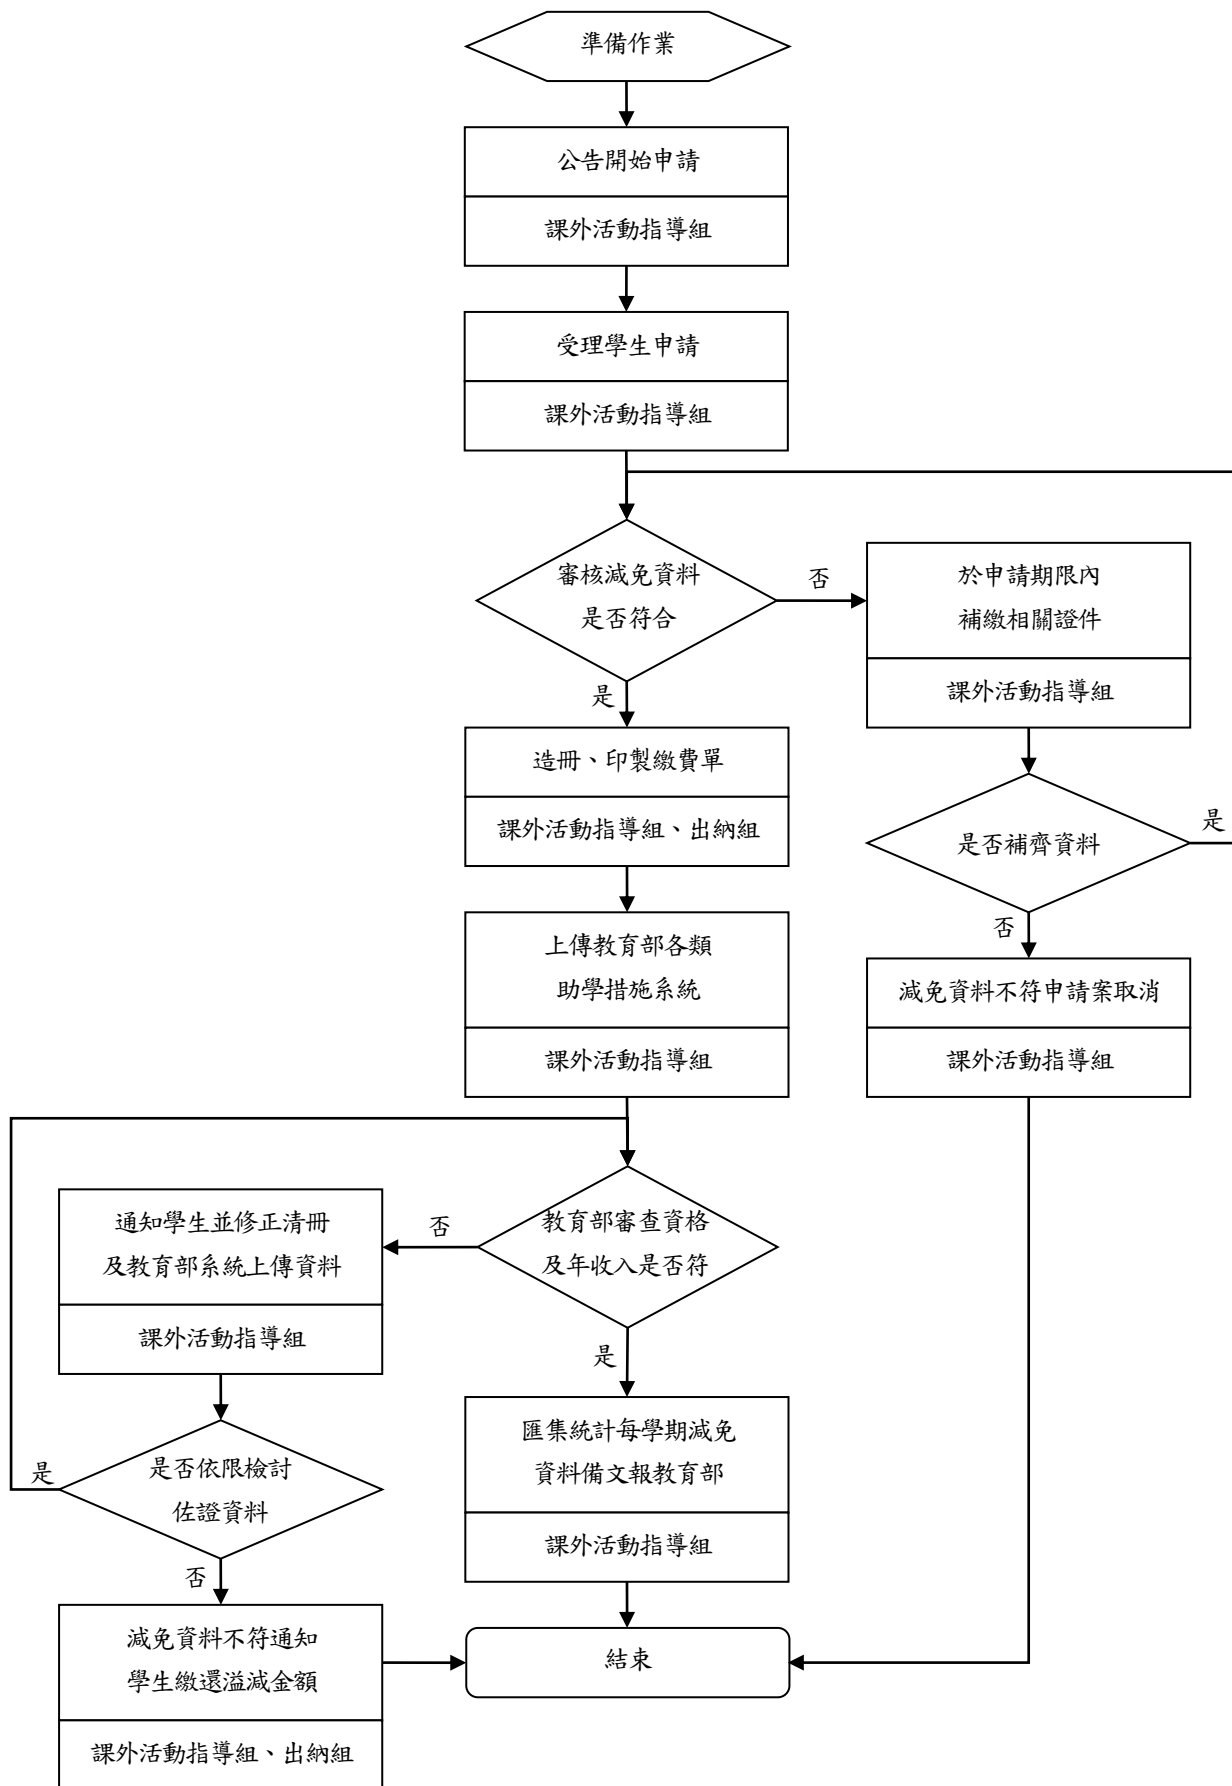 準備作業
公告開始申請
課外活動指導組
受理學生申請
課外活動指導組
審核減免資料
是否符合
否
於申請期限內
補繳相關證件
課外活動指導組
是
造冊、印製繳費單
課外活動指導組、出納組
是否補齊資料
是
否
上傳教育部各類
助學措施系統
課外活動指導組
減免資料不符申請案取消
課外活動指導組
教育部審查資格
及年收入是否符
否
通知學生並修正清冊
及教育部系統上傳資料
課外活動指導組
是
匯集統計每學期減免
資料備文報教育部
課外活動指導組
是否依限檢討
佐證資料
是
否
減免資料不符通知
學生繳還溢減金額
課外活動指導組、出納組
結束